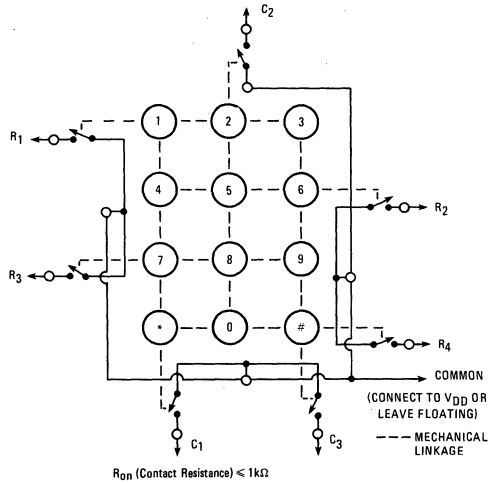 C2
1 2 3
R1
4 5 6
R2
7 8 9
R3
* 0 #
R4
COMMON
(CONNECT TO VDD OR
LEAVE FLOATING)
C1 C3
--- MECHANICAL
LINKAGE
Ron (Contact Resistance) ≤ 1kΩ